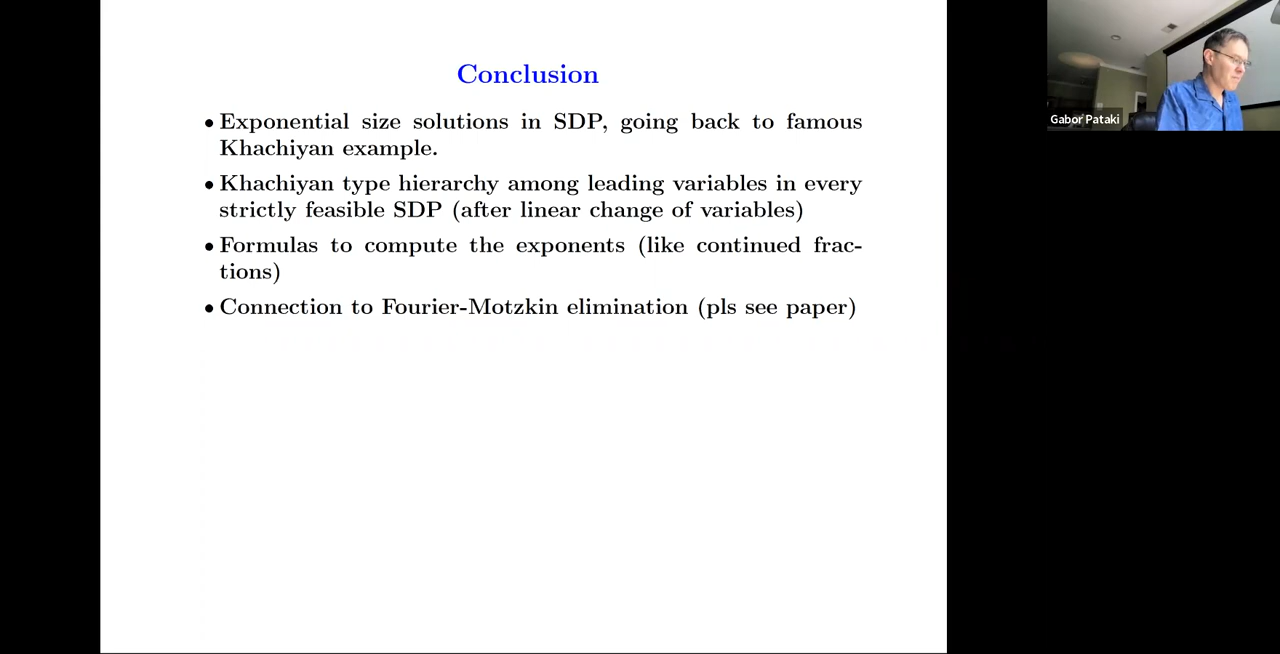 Conclusion
• Exponential size solutions in SDP, going back to famous
Khachiyan example.
• Khachiyan type hierarchy among leading variables in every
strictly feasible SDP (after linear change of variables)
• Formulas to compute the exponents (like continued frac-
tions)
• Connection to Fourier-Motzkin elimination (pls see paper)
Gabor Pataki